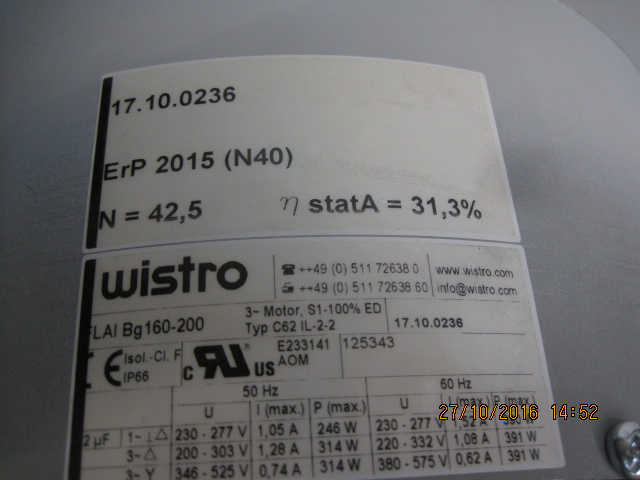 17.10.0236
ErP 2015 (N40)
N = 42,5 η statA = 31,3%
wistro ++49 (0) 511 72638 0 www.wistro.com
++49 (0) 511 72638 60 info@wistro.com
FLAI Bg160-200 3~ Motor, S1-100% ED
Typ C62 IL-2-2 17.10.0236
CE Isol.-Cl. F IP66 c RU US E233141 AOM 125343
50 Hz 60 Hz
U I (max.) P (max.) U I (max.) P (max.)
2 µF 1~ ⊥ △ 230 - 277 V 1,05 A 246 W 230 - 277 V 1,52 A 390 W
3~ △ 200 - 303 V 1,28 A 314 W 220 - 332 V 1,08 A 391 W
3~ Y 346 - 525 V 0,74 A 314 W 380 - 575 V 0,62 A 391 W
27/10/2016 14:52